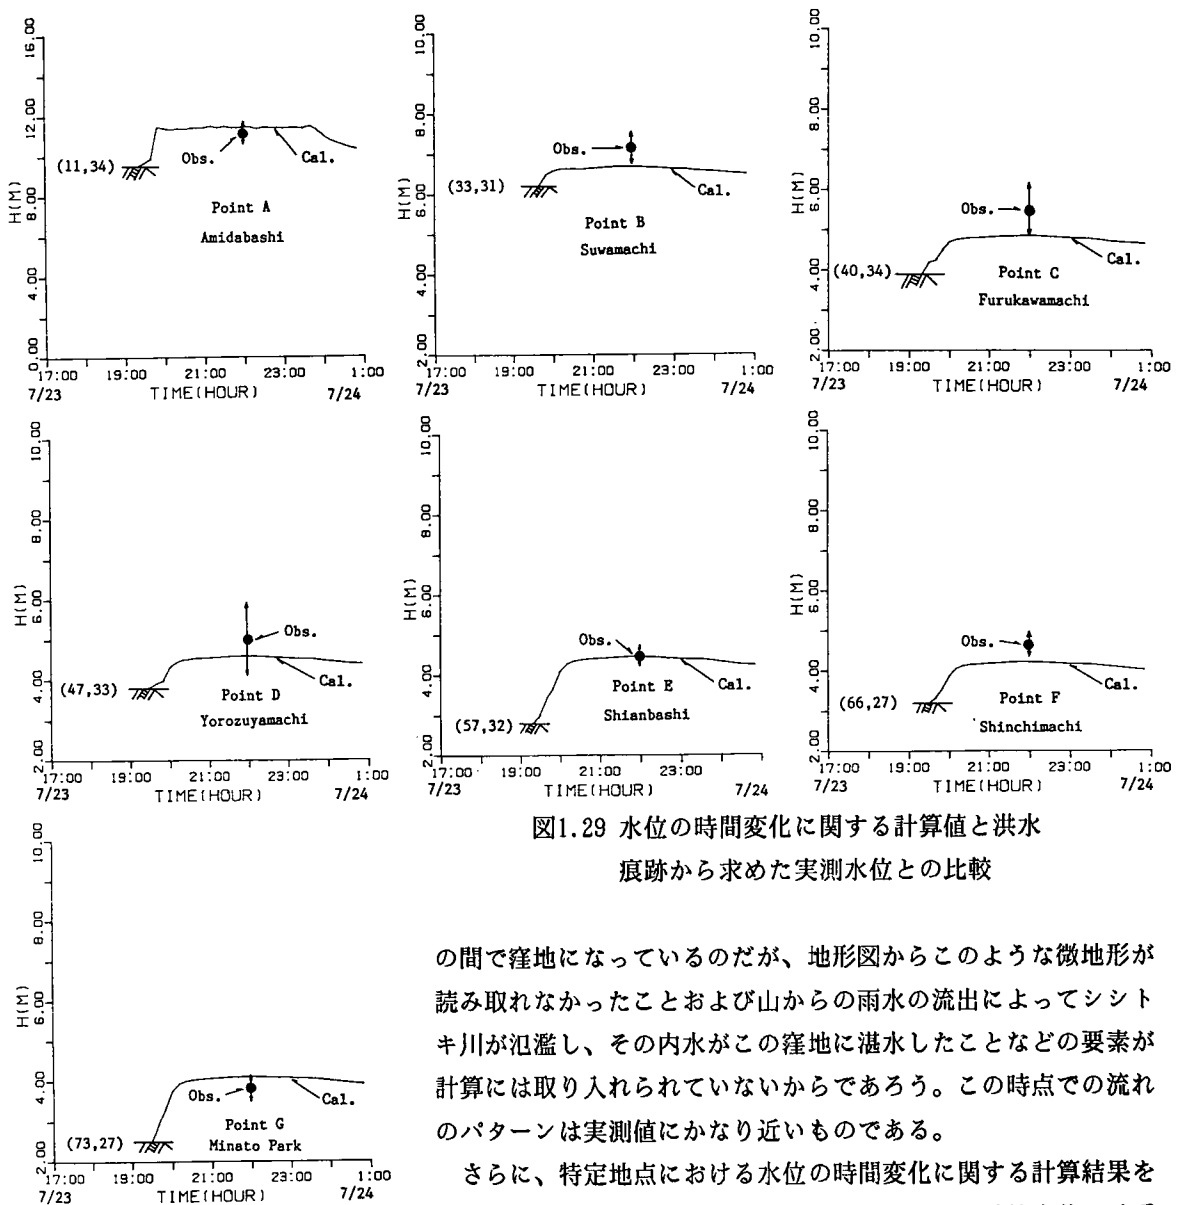 16.00
12.00
8.00
4.00
0.00
H(M)
(11,34)
Obs.
Cal.
Point A
Amidabashi
17:00
19:00
21:00
23:00
1:00
7/23
TIME(HOUR)
7/24
10.00
8.00
6.00
4.00
2.00
H(M)
(33,31)
Obs.
Cal.
Point B
Suwamachi
17:00
19:00
21:00
23:00
1:00
7/23
TIME(HOUR)
7/24
10.00
8.00
6.00
4.00
2.00
H(M)
(40,34)
Obs.
Cal.
Point C
Furukawamachi
17:00
19:00
21:00
23:00
1:00
7/23
TIME(HOUR)
7/24
10.00
8.00
6.00
4.00
2.00
H(M)
(47,33)
Obs.
Cal.
Point D
Yorozuyamachi
17:00
19:00
21:00
23:00
1:00
7/23
TIME(HOUR)
7/24
10.00
8.00
6.00
4.00
2.00
H(M)
(57,32)
Obs.
Cal.
Point E
Shianbashi
17:00
19:00
21:00
23:00
7/23
TIME(HOUR)
7/24
10.00
8.00
6.00
4.00
2.00
H(M)
(66,27)
Obs.
Cal.
Point F
Shinchimachi
17:00
19:00
21:00
23:00
1:00
7/23
TIME(HOUR)
7/24
図1.29 水位の時間変化に関する計算値と洪水
痕跡から求めた実測水位との比較
10.00
8.00
6.00
4.00
2.00
H(M)
(73,27)
Obs.
Cal.
Point G
Minato Park
17:00
19:00
21:00
23:00
1:00
7/23
TIME(HOUR)
7/24
の間で窪地になっているのだが、地形図からこのような微地形が
読み取れなかったことおよび山からの雨水の流出によってシシト
キ川が氾濫し、その内水がこの窪地に湛水したことなどの要素が
計算には取り入れられていないからであろう。この時点での流れ
のパターンは実測値にかなり近いものである。
さらに、特定地点における水位の時間変化に関する計算結果を